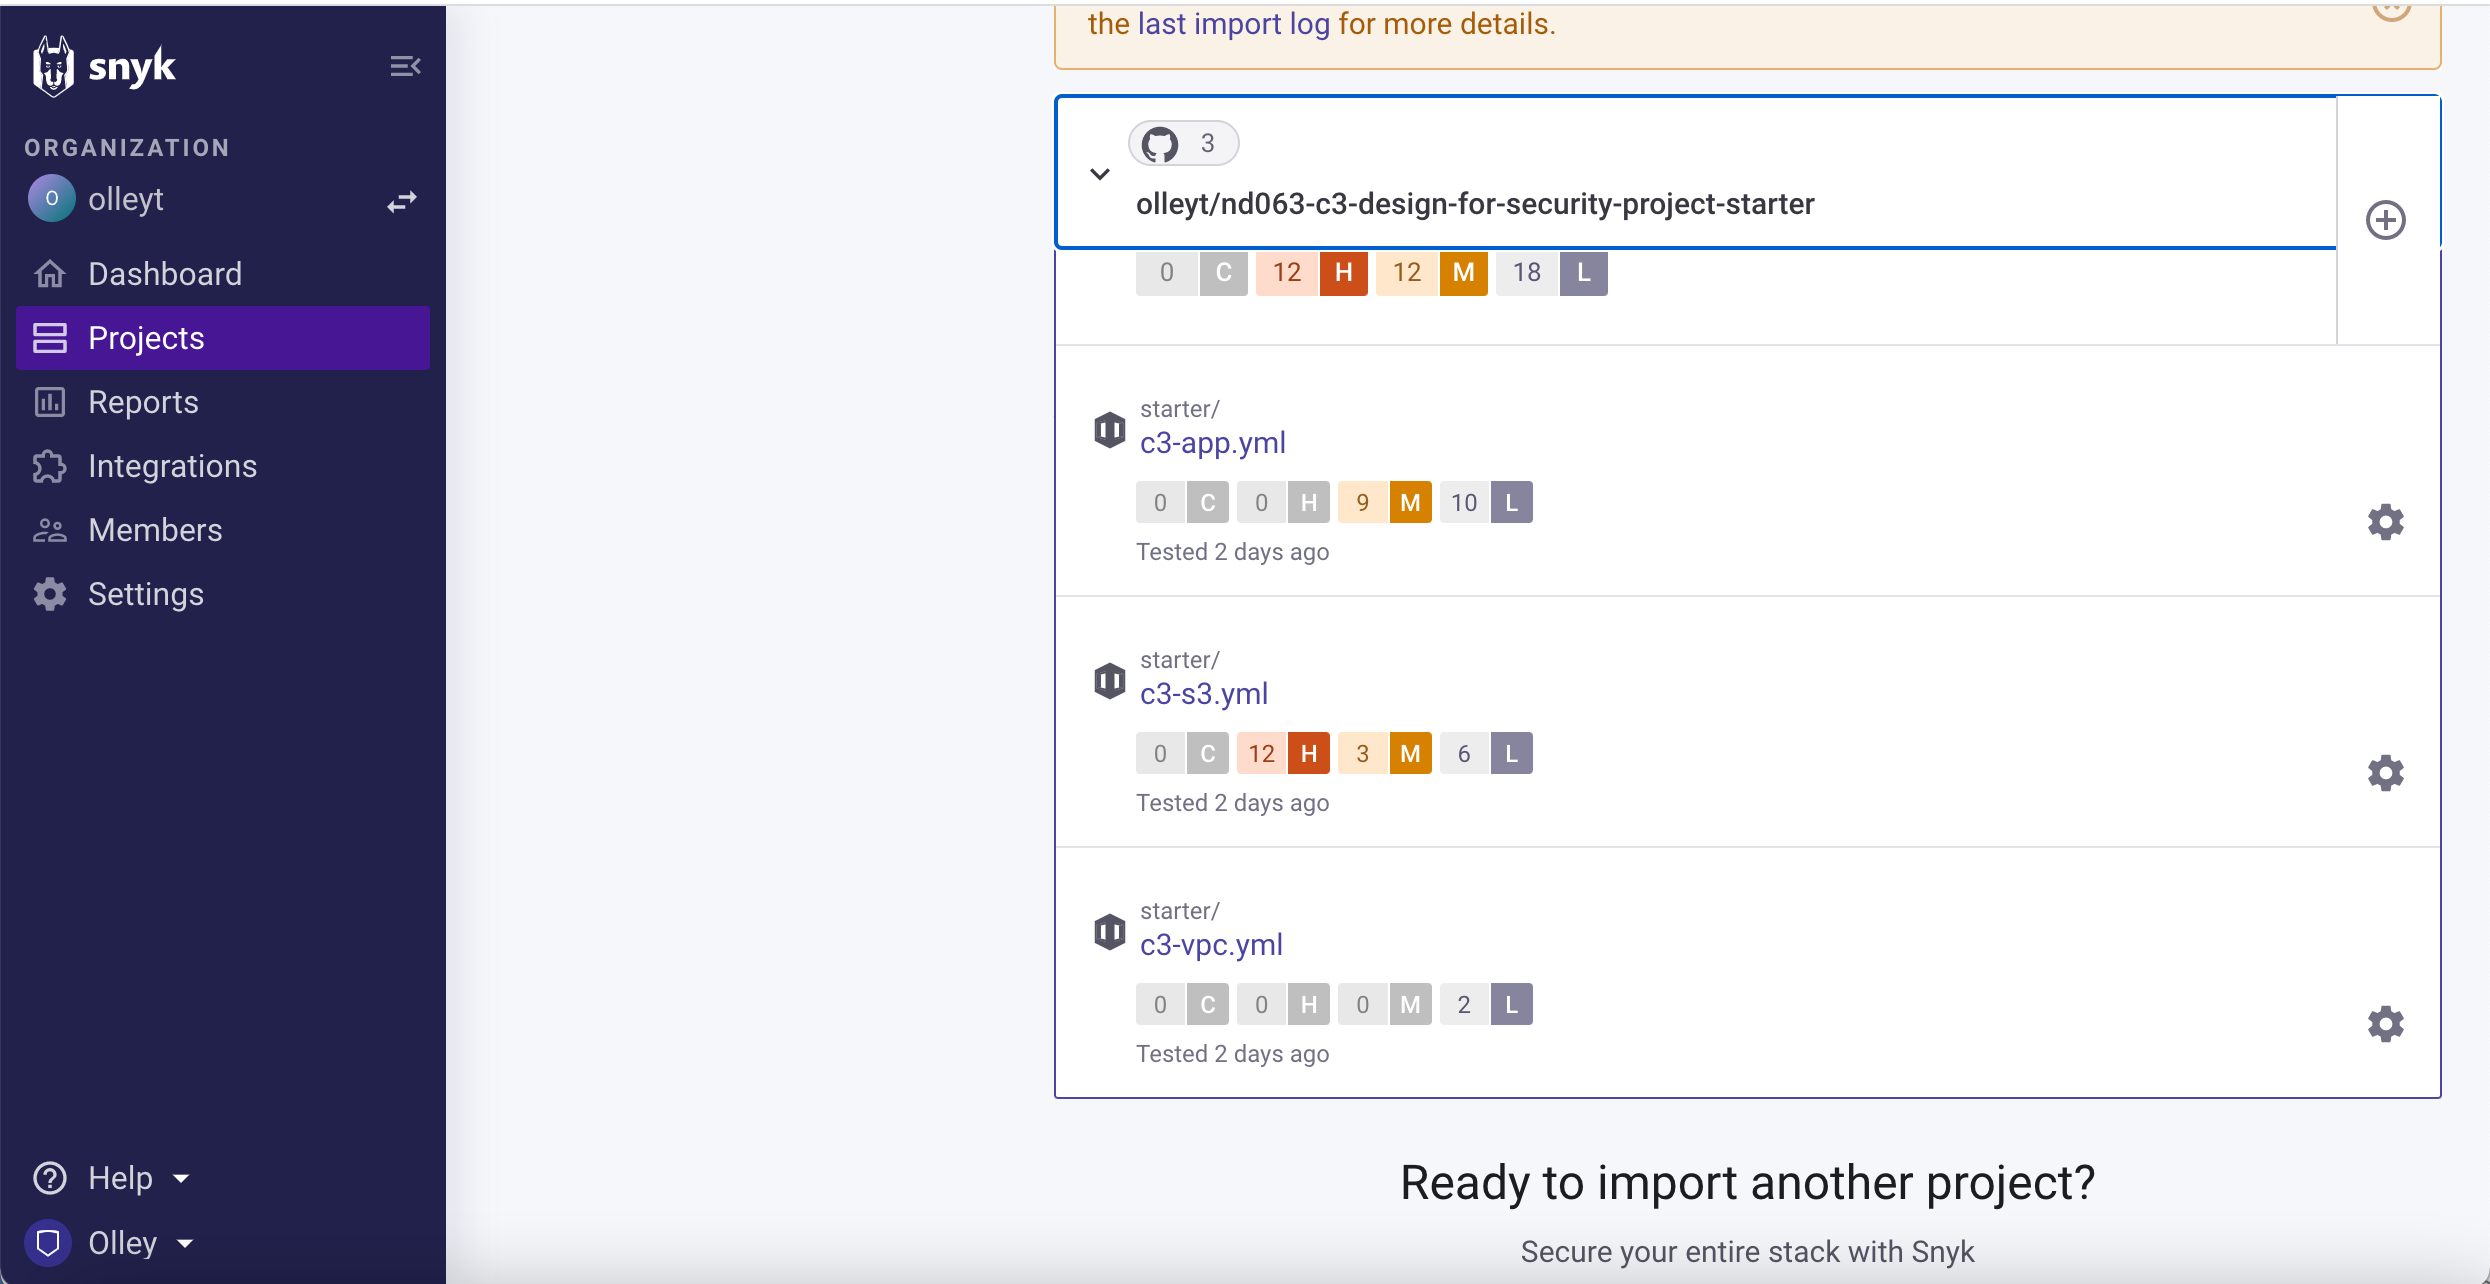 snyk
ORGANIZATION
O olleyt
Dashboard
Projects
Reports
Integrations
Members
Settings
Help
Olley
the last import log for more details.
3
olleyt/nd063-c3-design-for-security-project-starter
0 C 12 H 12 M 18 L
starter/
c3-app.yml
0 C 0 H 9 M 10 L
Tested 2 days ago
starter/
c3-s3.yml
0 C 12 H 3 M 6 L
Tested 2 days ago
starter/
c3-vpc.yml
0 C 0 H 0 M 2 L
Tested 2 days ago
Ready to import another project?
Secure your entire stack with Snyk